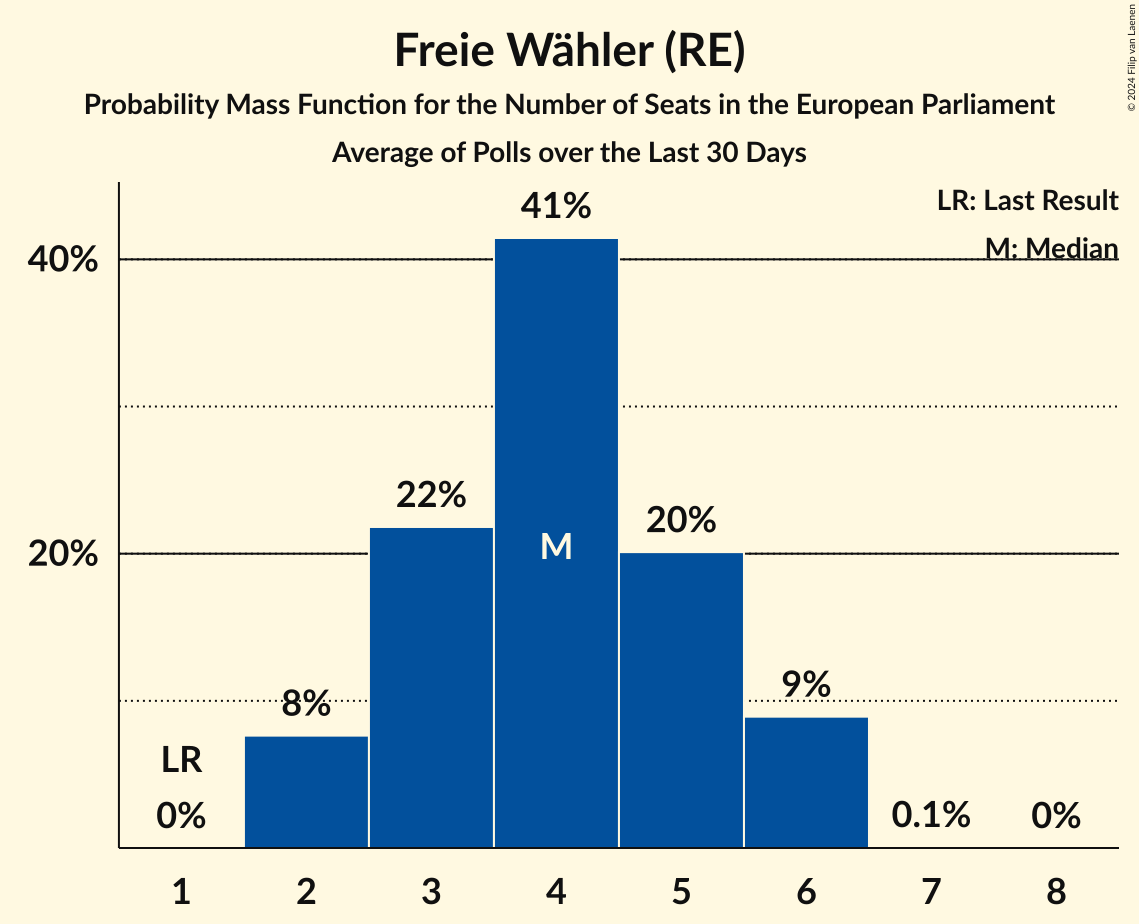 Freie Wähler (RE)
Probability Mass Function for the Number of Seats in the European Parliament
Average of Polls over the Last 30 Days
© 2024 Filip van Laenen
LR: Last Result
M: Median
41%
40%
22%
20%
M
20%
8%
9%
LR
0%
0.1%
0%
1 2 3 4 5 6 7 8